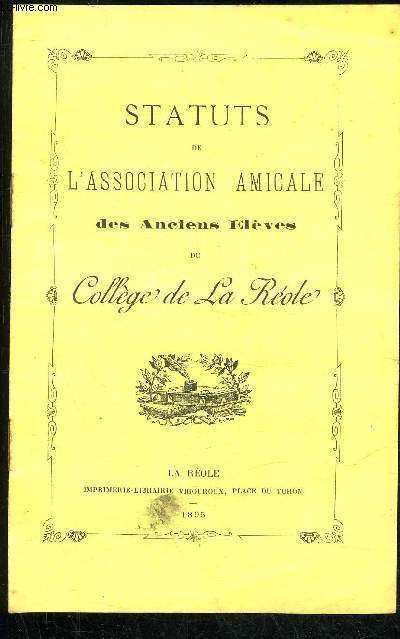 STATUTS
DE
L'ASSOCIATION AMICALE
des Anciens Elèves
DU
Collège de La Réole
LA RÉOLE
IMPRIMERIE-LIBRAIRIE VIGOUROUX, PLACE DU TURON
1895